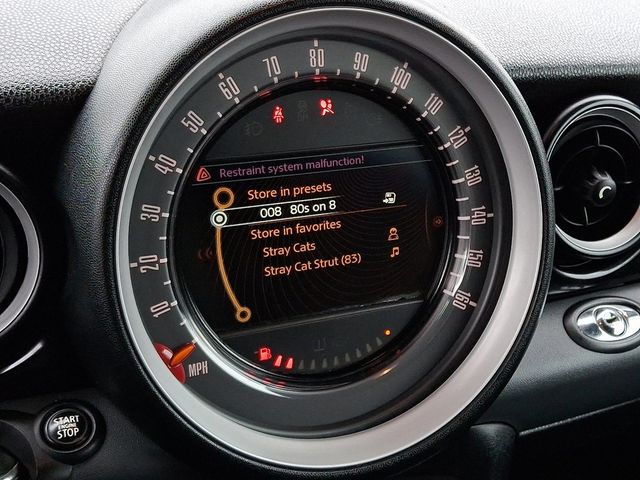 10
10
30
40
50
60
70
80
90
100
110
120
130
140
150
160
MPH
Restraint system malfunction!
Store in presets
008 80s on 8
Store in favorites
Stray Cats
Stray Cat Strut (83)
START
ENGINE
STOP